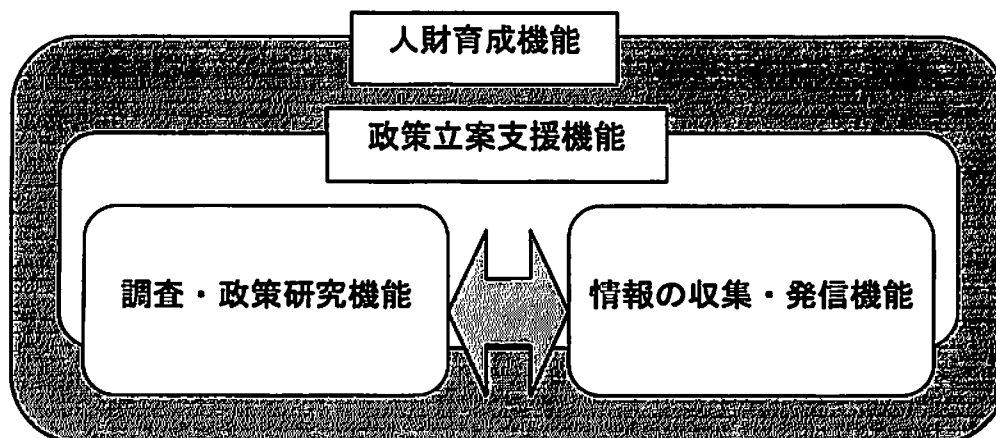 人財育成機能
政策立案支援機能
調査・政策研究機能
情報の収集・発信機能